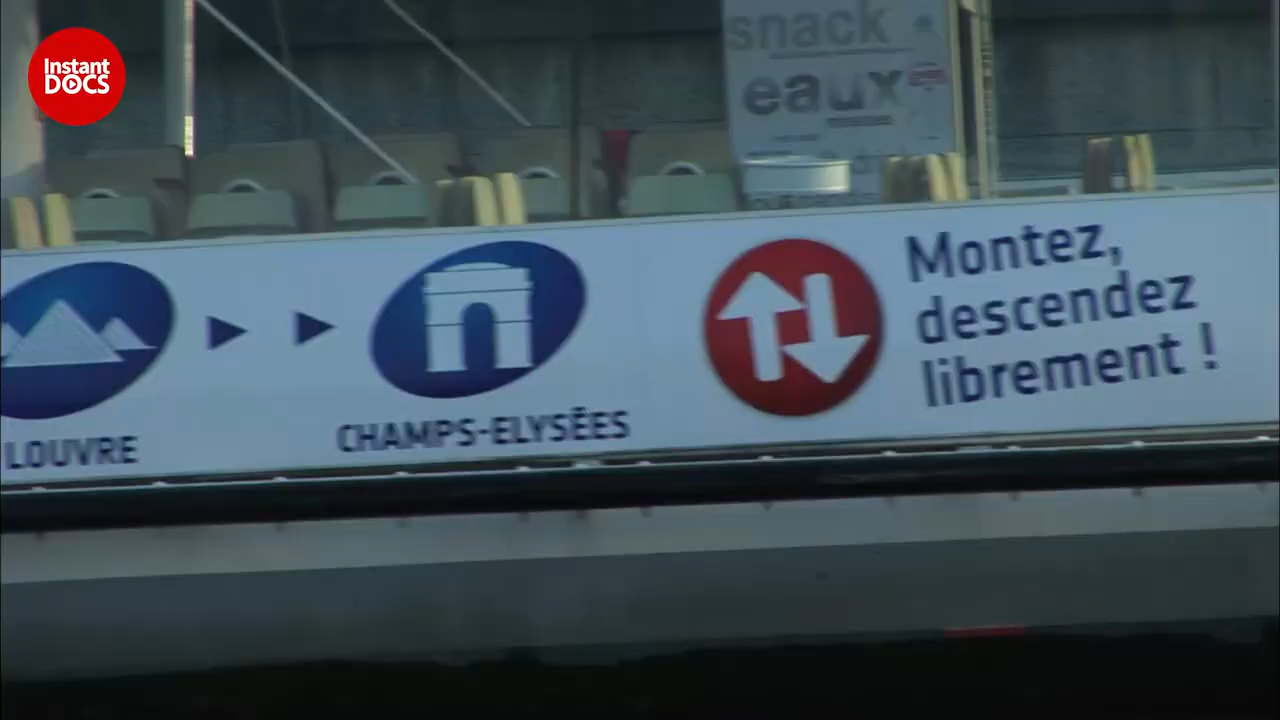 Instant
DOCS
snack
eaux
LOUVRE
CHAMPS-ELYSÉES
Montez,
descendez
librement !